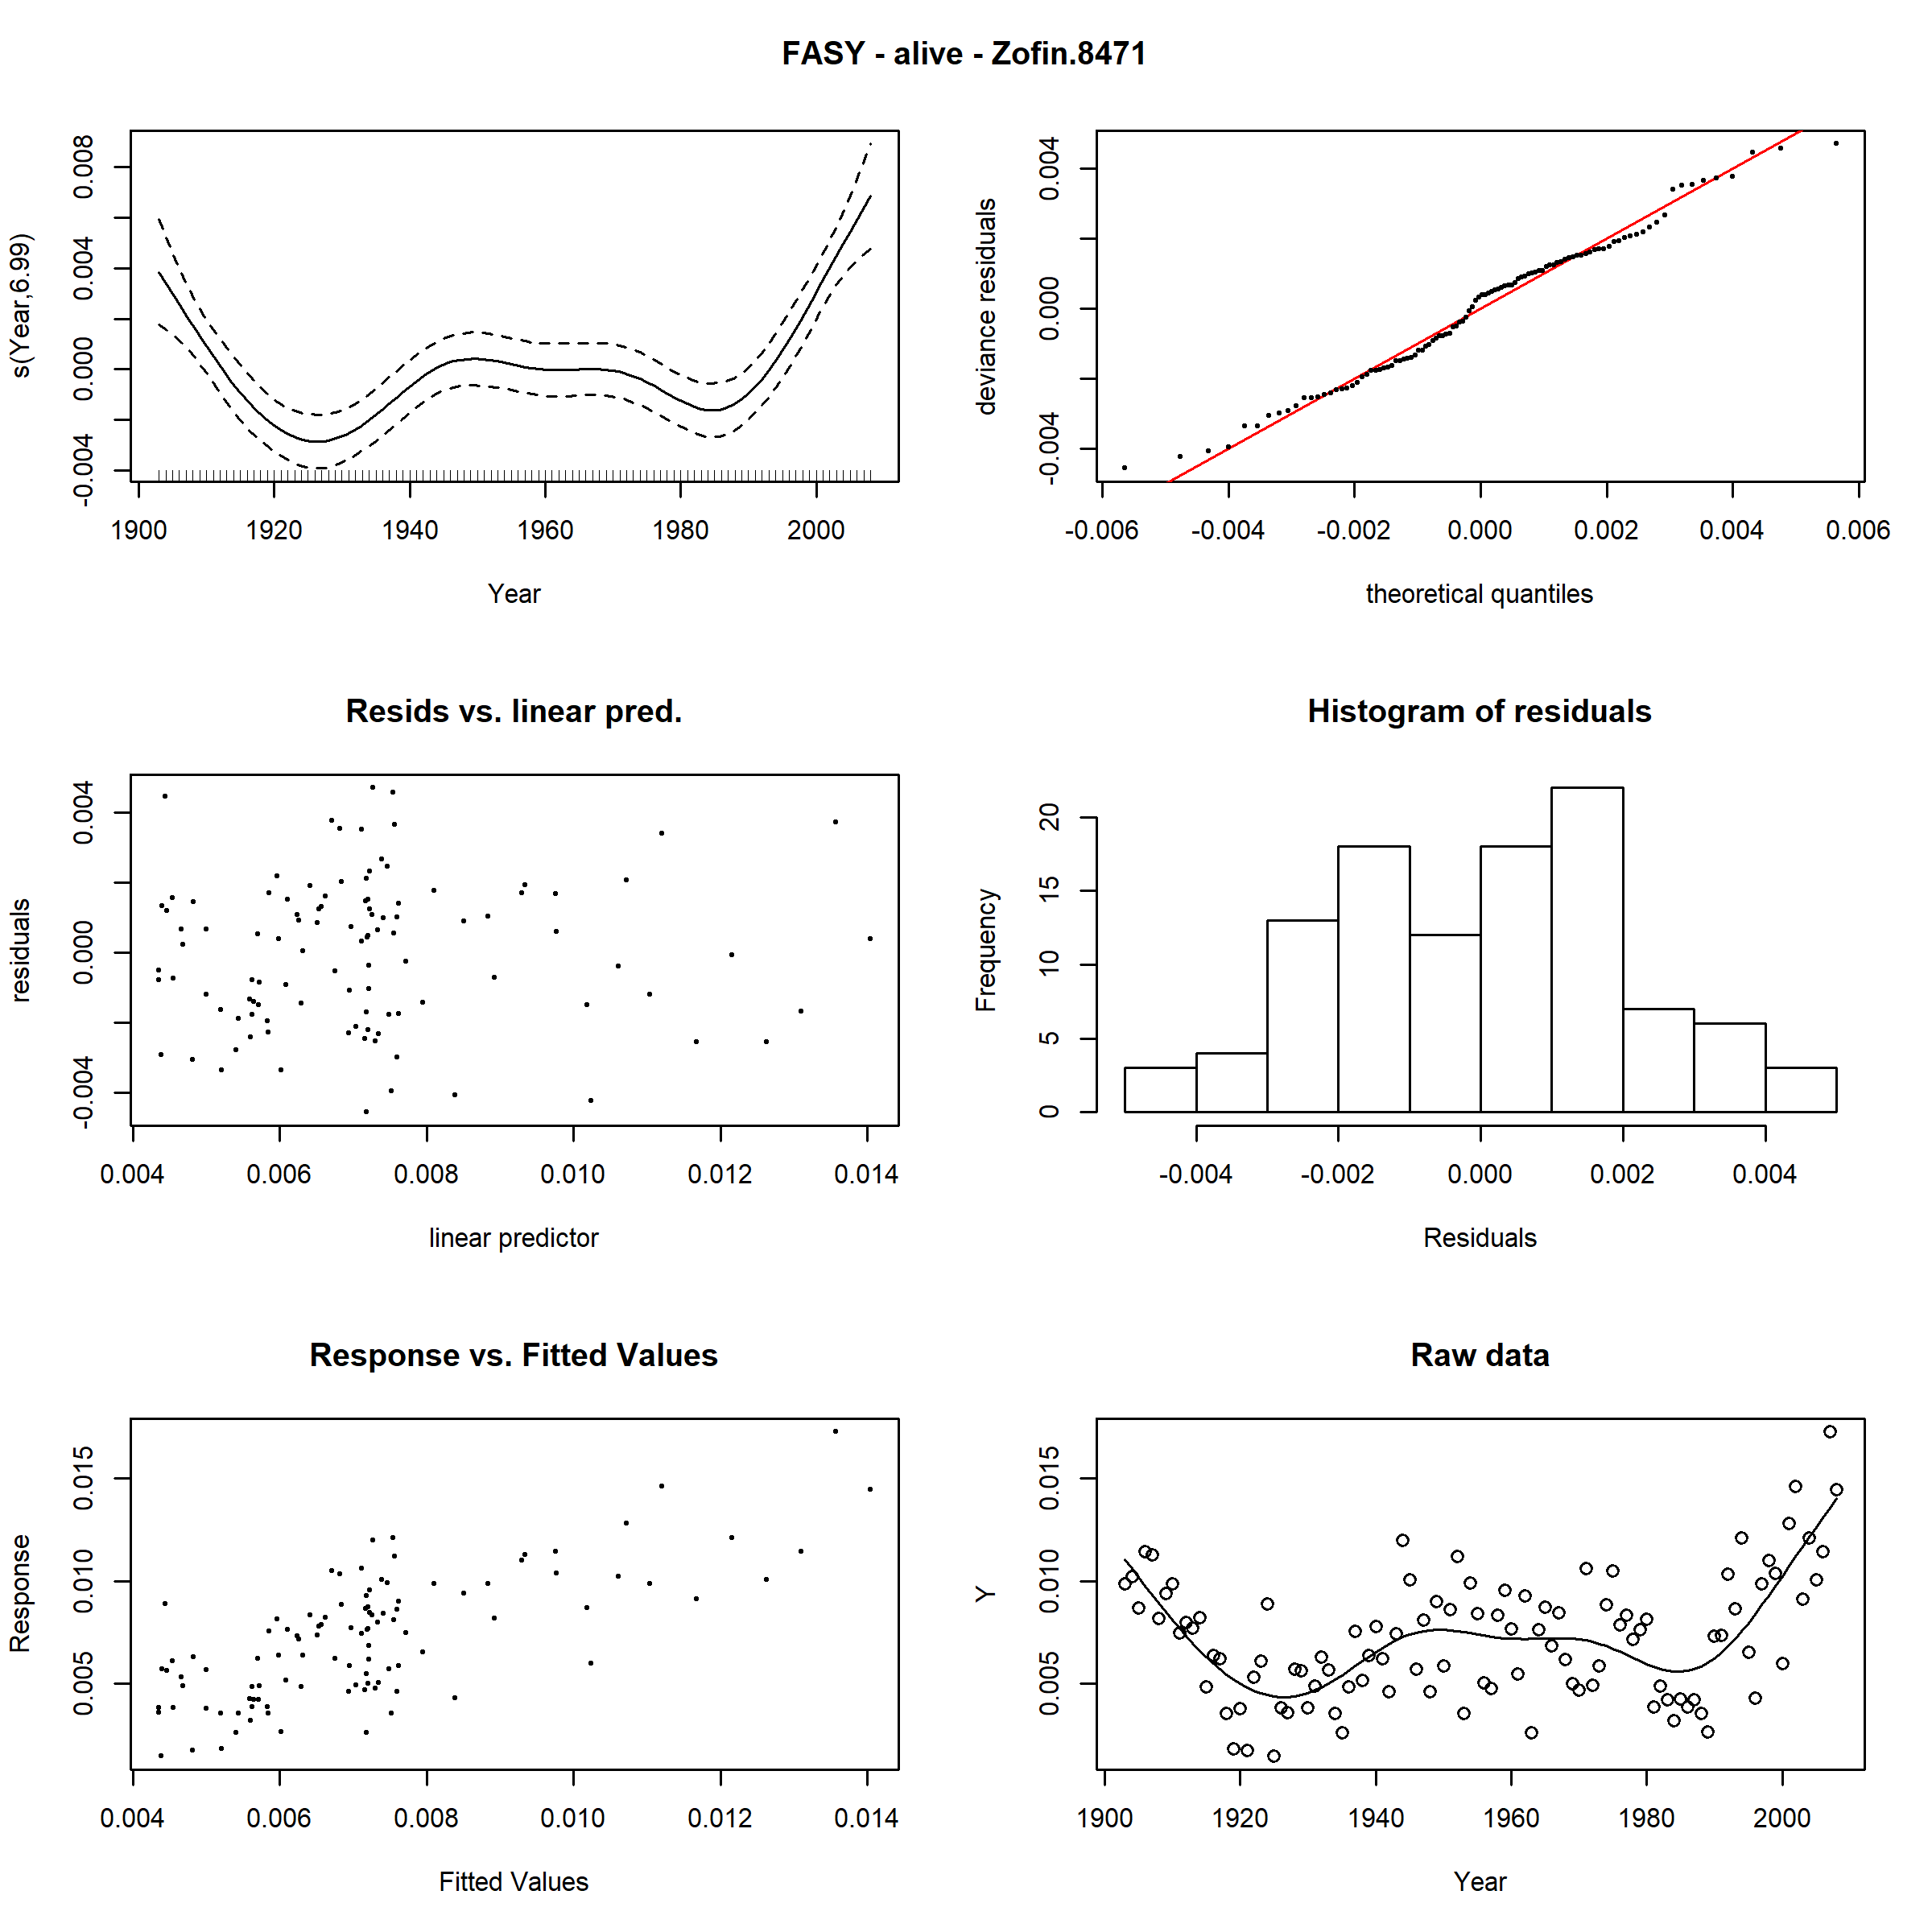 FASY - alive - Zofin.8471
s(Year,6.99)
-0.004 0.000 0.004 0.008
1900 1920 1940 1960 1980 2000
Year
deviance residuals
-0.004 0.000 0.004
-0.006 -0.004 -0.002 0.000 0.002 0.004 0.006
theoretical quantiles
Resids vs. linear pred.
residuals
-0.004 0.000 0.004
0.004 0.006 0.008 0.010 0.012 0.014
linear predictor
Histogram of residuals
Frequency
0 5 10 15 20
-0.004 -0.002 0.000 0.002 0.004
Residuals
Response vs. Fitted Values
Response
0.005 0.010 0.015
0.004 0.006 0.008 0.010 0.012 0.014
Fitted Values
Raw data
Y
0.005 0.010 0.015
1900 1920 1940 1960 1980 2000
Year